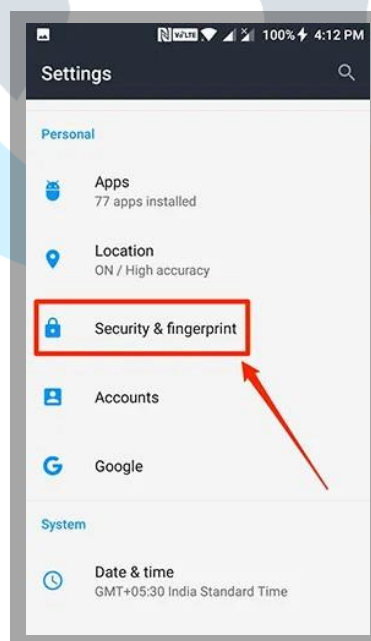 VoLTE 100% 4:12 PM
Settings
Personal
Apps
77 apps installed
Location
ON / High accuracy
Security & fingerprint
Accounts
G Google
System
Date & time
GMT+05:30 India Standard Time